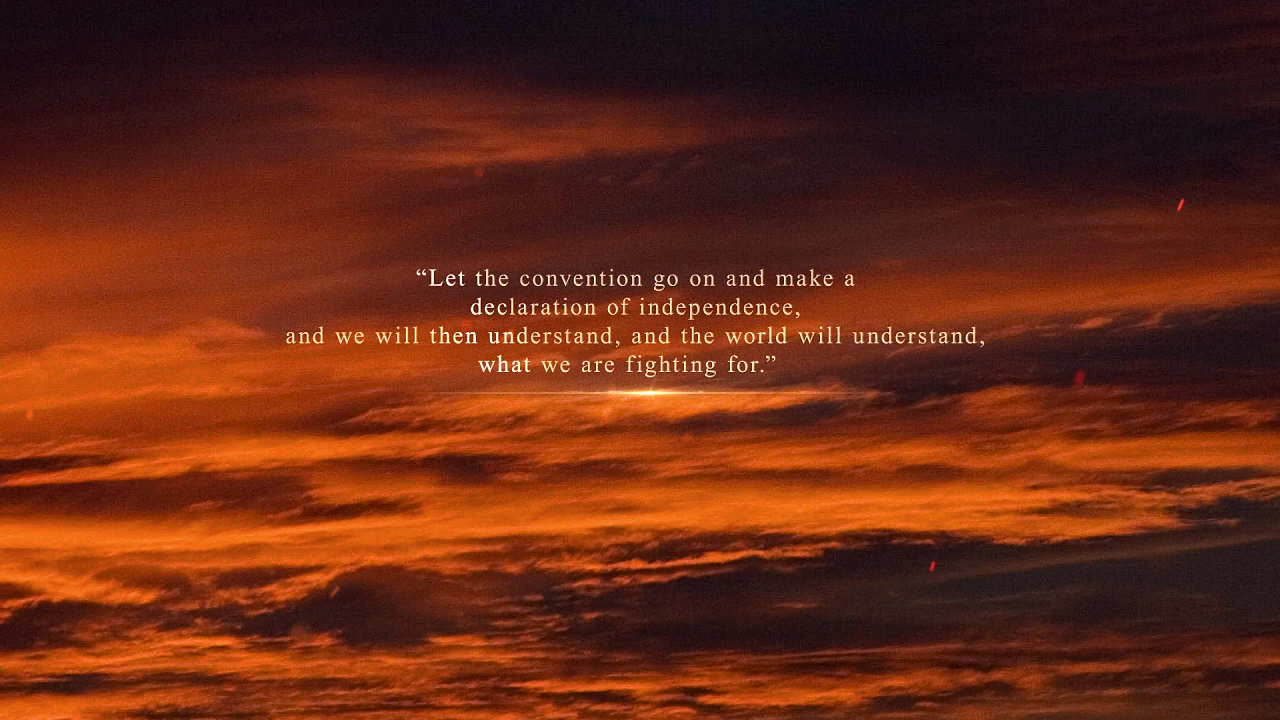 “Let the convention go on and make a
declaration of independence,
and we will then understand, and the world will understand,
what we are fighting for.”